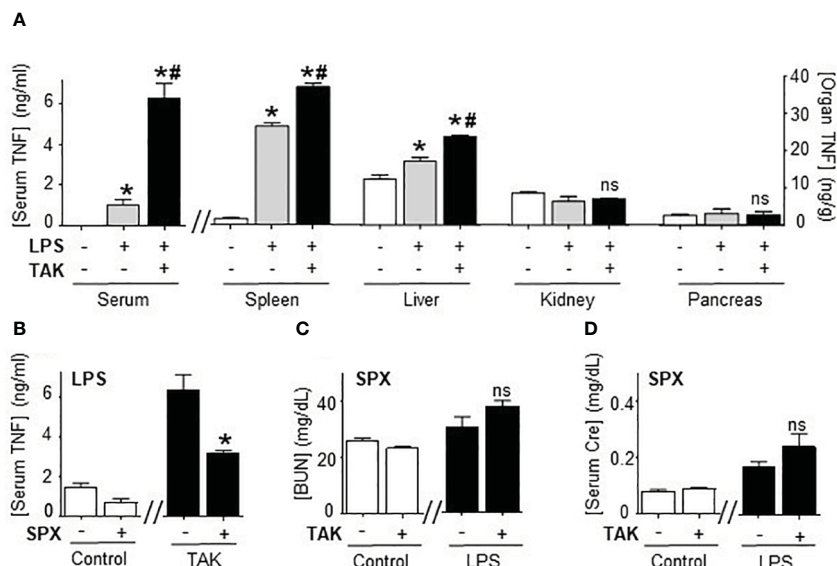 A
[Serum TNF] (ng/ml)
6
4
2
0
*
*#
*
*#
*
*#
ns
ns
40
30
20
10
0
[Organ TNF] (ng/g)
LPS - + + - + + - + + - + + - + +
TAK - - + - - + - - + - - + - - +
Serum Spleen Liver Kidney Pancreas
B
LPS
[Serum TNF] (ng/ml)
6
4
2
0
*
SPX - + - +
Control TAK
C
SPX
[BUN] (mg/dL)
40
20
0
ns
TAK - + - +
Control LPS
D
SPX
[Serum Cre] (mg/dL)
0.4
0.2
0
ns
TAK - + - +
Control LPS